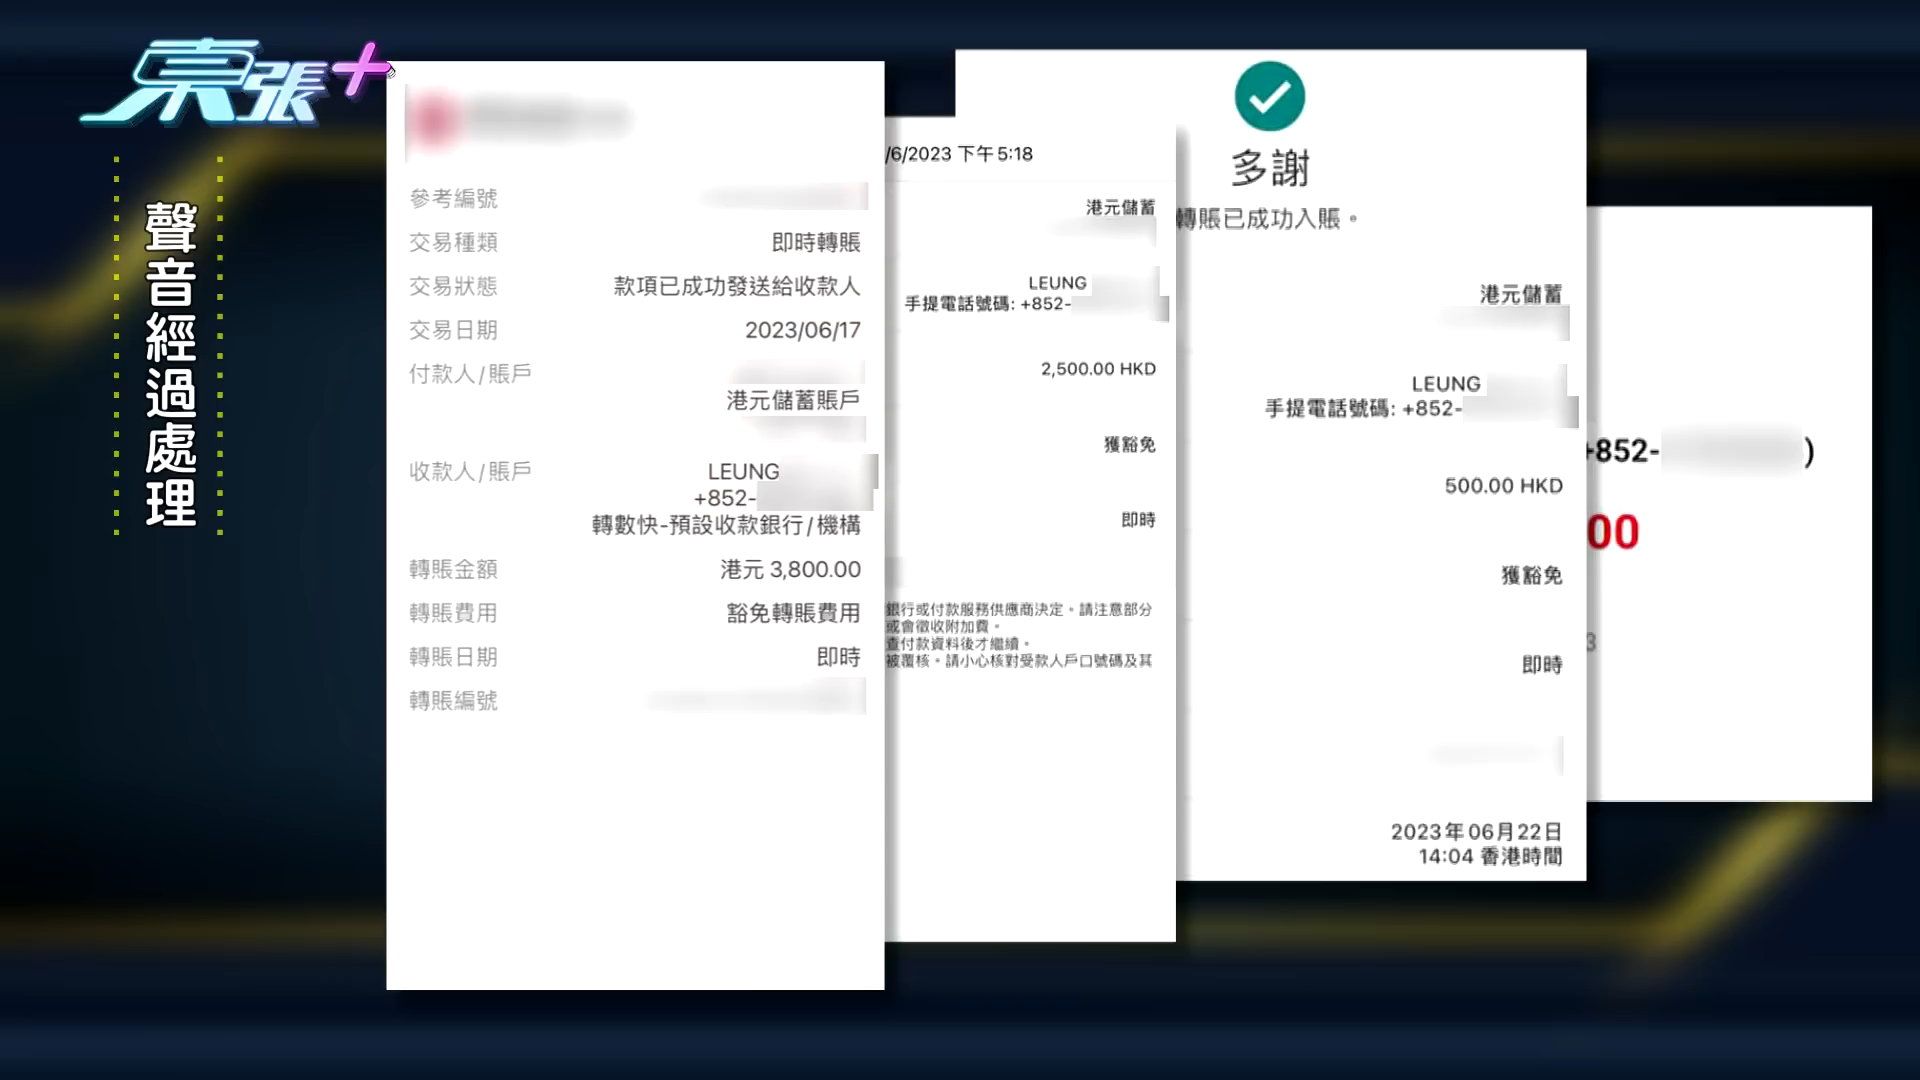 東張+
聲音經過處理
參考編號
交易種類 即時轉賬
交易狀態 款項已成功發送給收款人
交易日期 2023/06/17
付款人/賬戶
港元儲蓄賬戶
收款人/賬戶 LEUNG
+852-
轉數快-預設收款銀行/機構
轉賬金額 港元 3,800.00
轉賬費用 豁免轉賬費用
轉賬日期 即時
轉賬編號
/6/2023 下午5:18
港元儲蓄
LEUNG
手提電話號碼: +852-
2,500.00 HKD
獲豁免
即時
銀行或付款服務供應商決定。請注意部分
或會徵收附加費。
查付款資料後才繼續。
被覆核。請小心核對受款人戶口號碼及其
多謝
轉賬已成功入賬。
港元儲蓄
LEUNG
手提電話號碼: +852-
500.00 HKD
獲豁免
即時
2023年06月22日
14:04 香港時間
+852- )
00
3